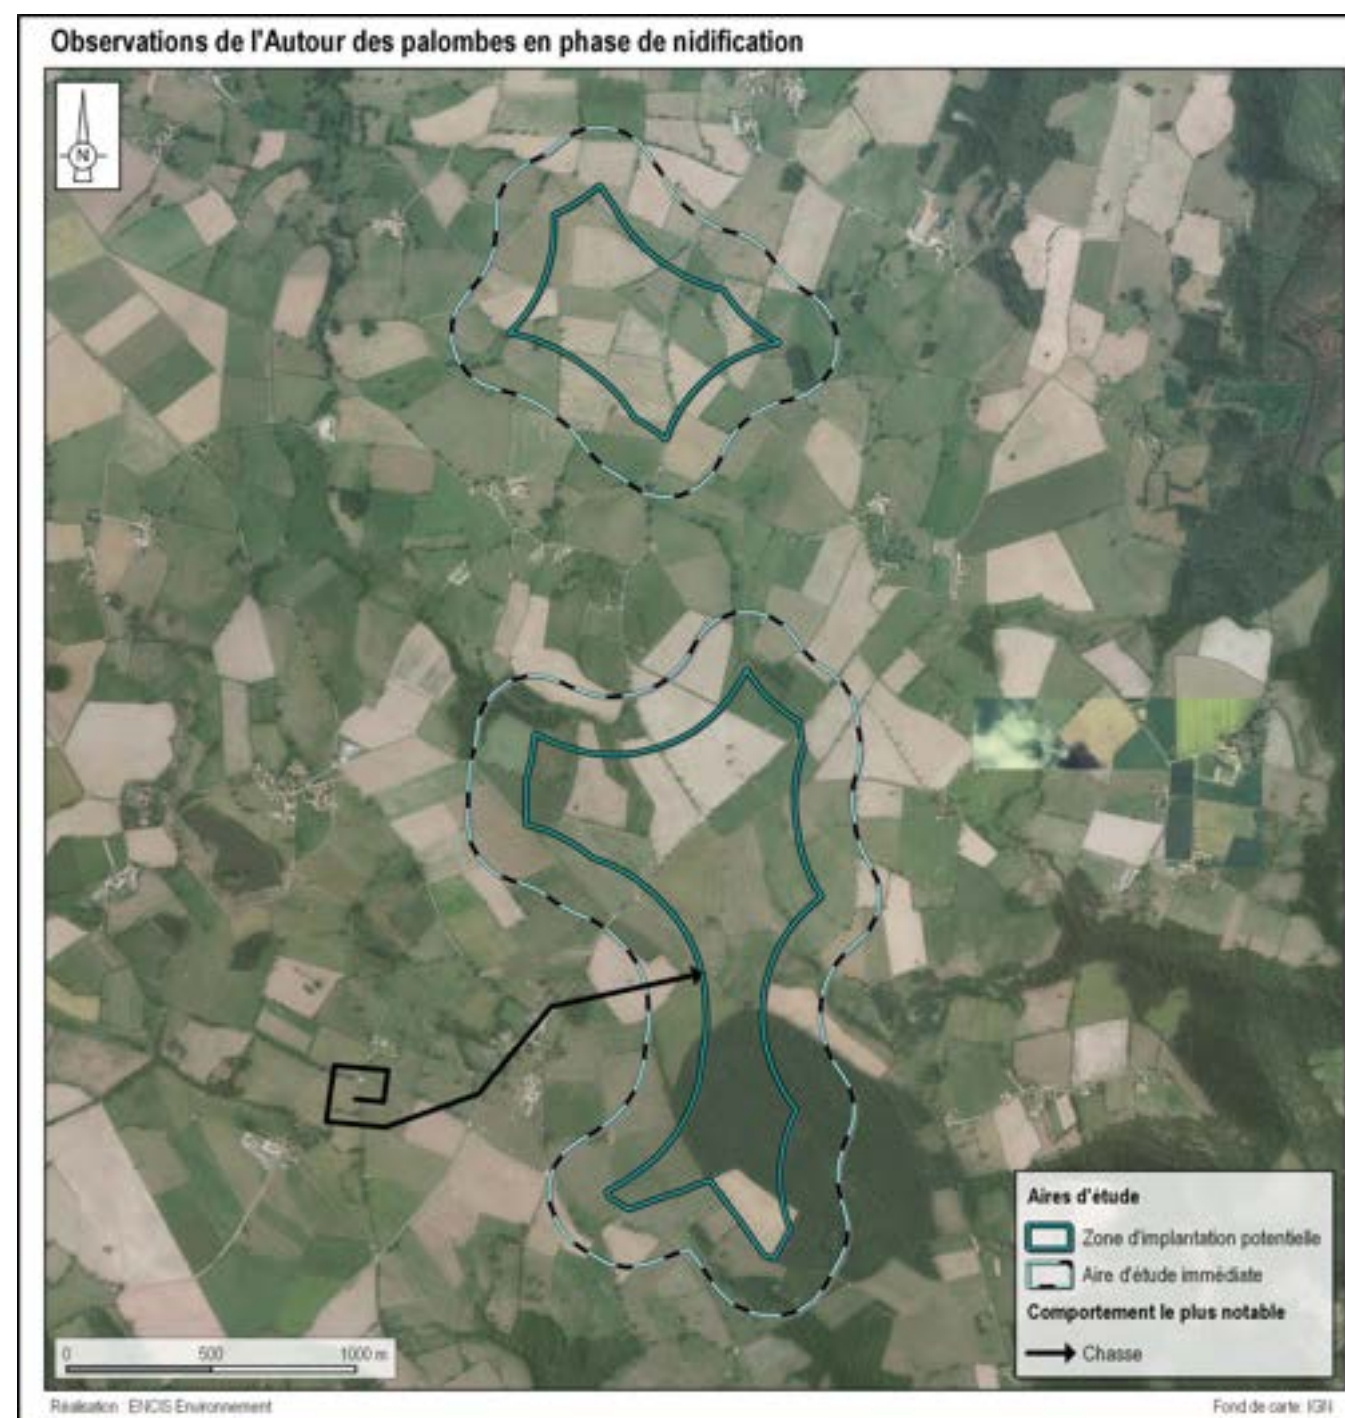 Observations de l'Autour des palombes en phase de nidification
N
Aires d'étude
Zone d'implantation potentielle
Aire d'étude immédiate
Comportement le plus notable
Chasse
0 500 1000 m
Réalisation : ENCIS Environnement
Fond de carte: IGN